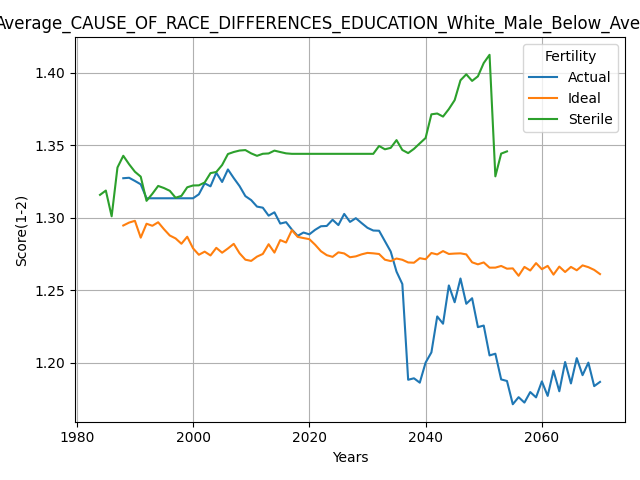 Average_CAUSE_OF_RACE_DIFFERENCES_EDUCATION_White_Male_Below_Ave
Fertility
Actual
Ideal
Sterile
Score(1-2)
1.40
1.35
1.30
1.25
1.20
1980 2000 2020 2040 2060
Years